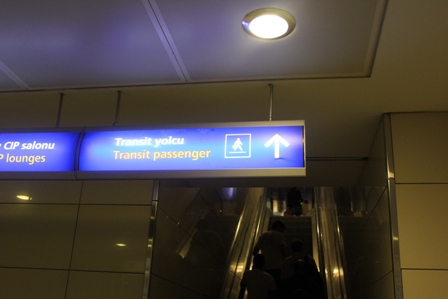 CIP salonu
lounges
Transit yolcu
Transit passenger